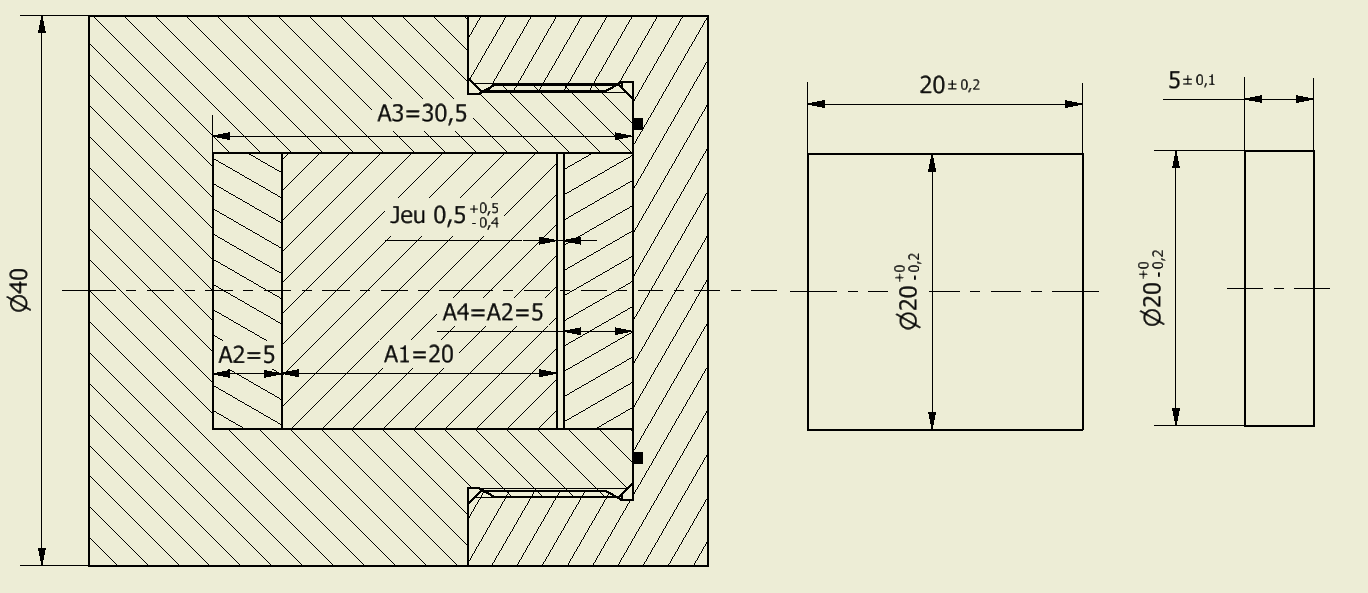 A3=30,5
Jeu 0,5 +0,5 -0,4
A4=A2=5
A2=5
A1=20
Ø40
20±0,2
Ø20 +0 -0,2
5±0,1
Ø20 +0 -0,2